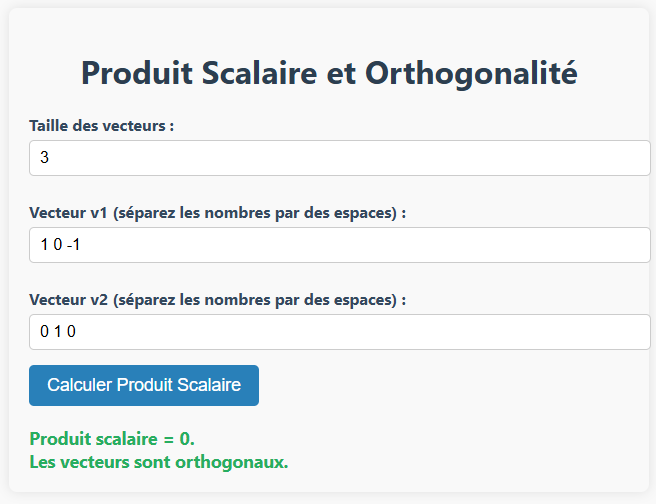 Produit Scalaire et Orthogonalité
Taille des vecteurs :
3
Vecteur v1 (séparez les nombres par des espaces) :
1 0 -1
Vecteur v2 (séparez les nombres par des espaces) :
0 1 0
Calculer Produit Scalaire
Produit scalaire = 0.
Les vecteurs sont orthogonaux.